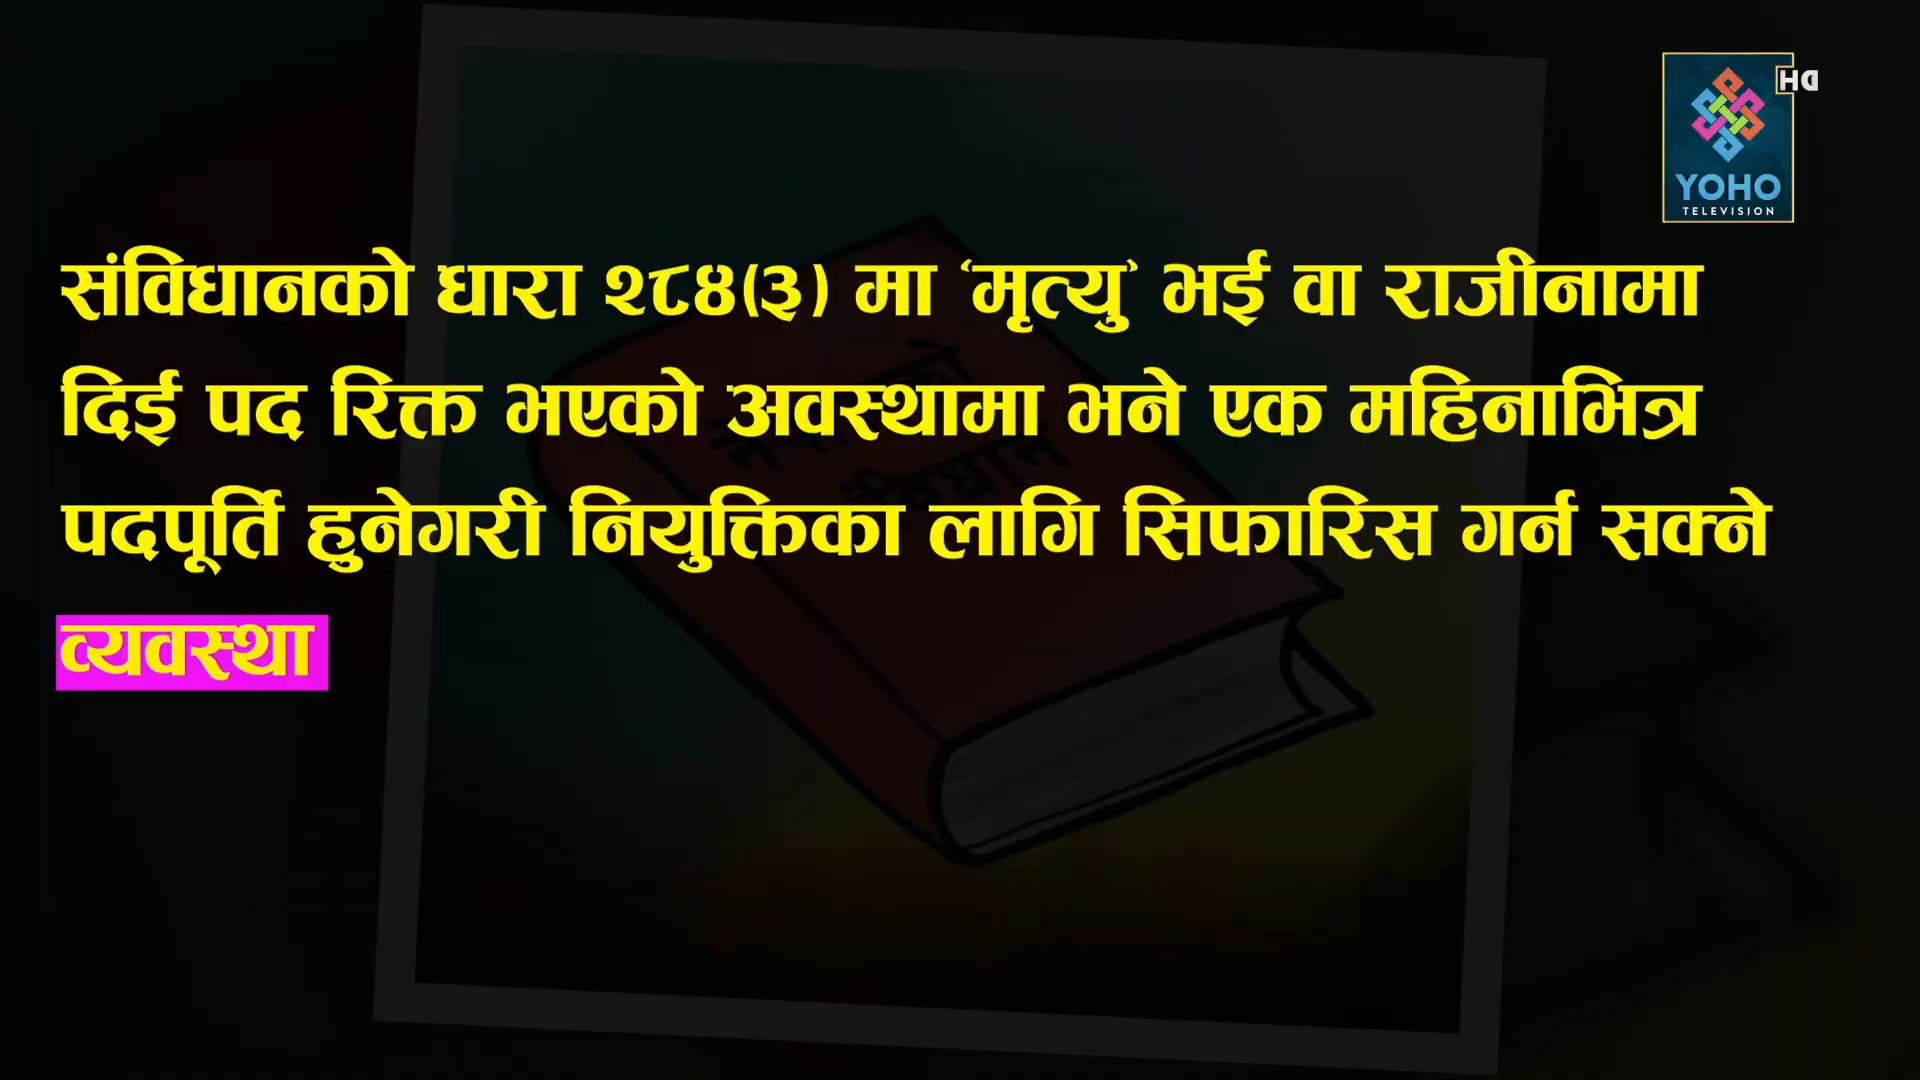 HD
YOHO
TELEVISION
संविधानको धारा २८४(३) मा ‘मृत्यु’ भई वा राजीनामा
दिई पद रिक्त भएको अवस्थामा भने एक महिनाभित्र
पदपूर्ति हुनेगरी नियुक्तिका लागि सिफारिस गर्न सक्ने
व्यवस्था